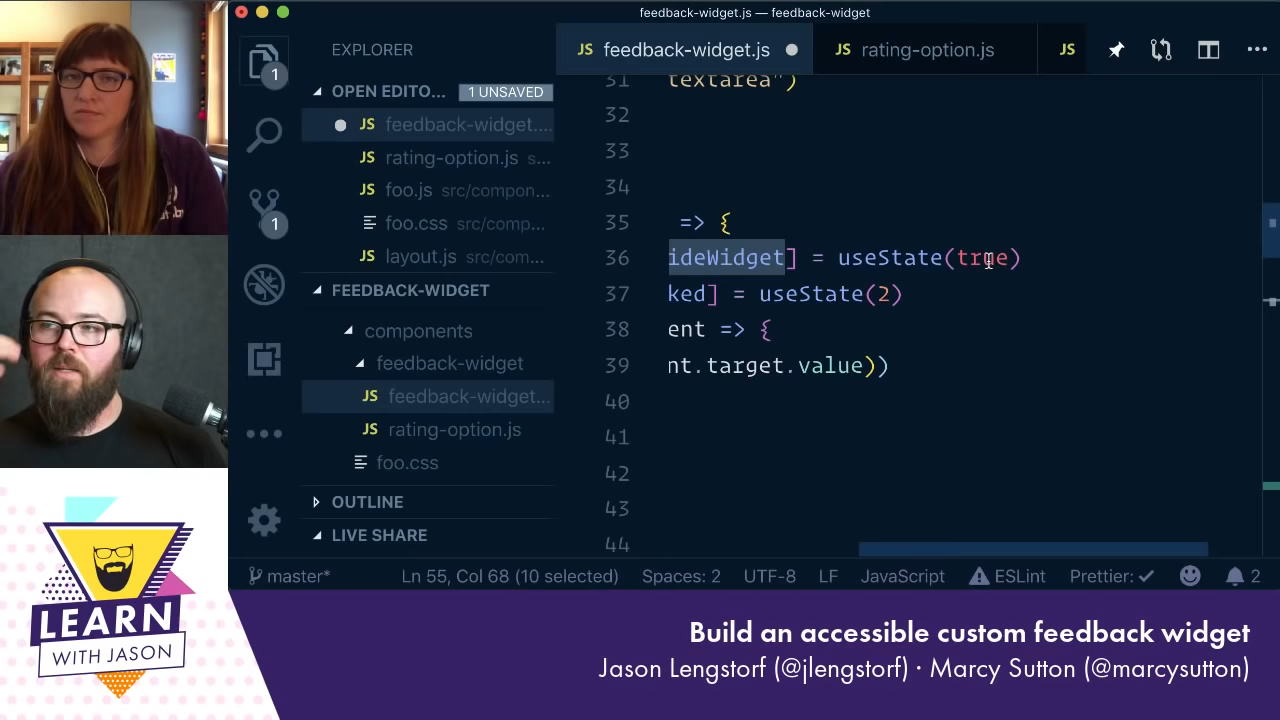 feedback-widget.js — feedback-widget
1
EXPLORER
OPEN EDITO... 1 UNSAVED
JS feedback-widget....
JS rating-option.js s...
JS foo.js src/compon...
foo.css src/comp...
JS layout.js src/compon...
FEEDBACK-WIDGET
components
feedback-widget
JS feedback-widget...
JS rating-option.js
foo.css
OUTLINE
LIVE SHARE
1
JS feedback-widget.js
JS rating-option.js
JS
31 textarea")
32
33
34
35 => {
36 ideWidget] = useState(true)
37 ked] = useState(2)
38 ent => {
39 nt.target.value))
40
41
42
43
44
master* Ln 55, Col 68 (10 selected) Spaces: 2 UTF-8 LF JavaScript ESLint Prettier: 2
LEARN
WITH JASON
Build an accessible custom feedback widget
Jason Lengstorf (@jlengstorf) · Marcy Sutton (@marcysutton)